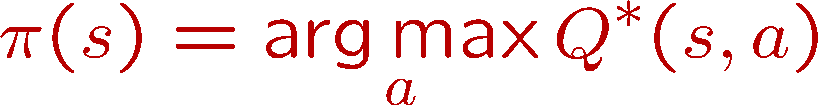 π(s) = arg max Q*(s, a)
a